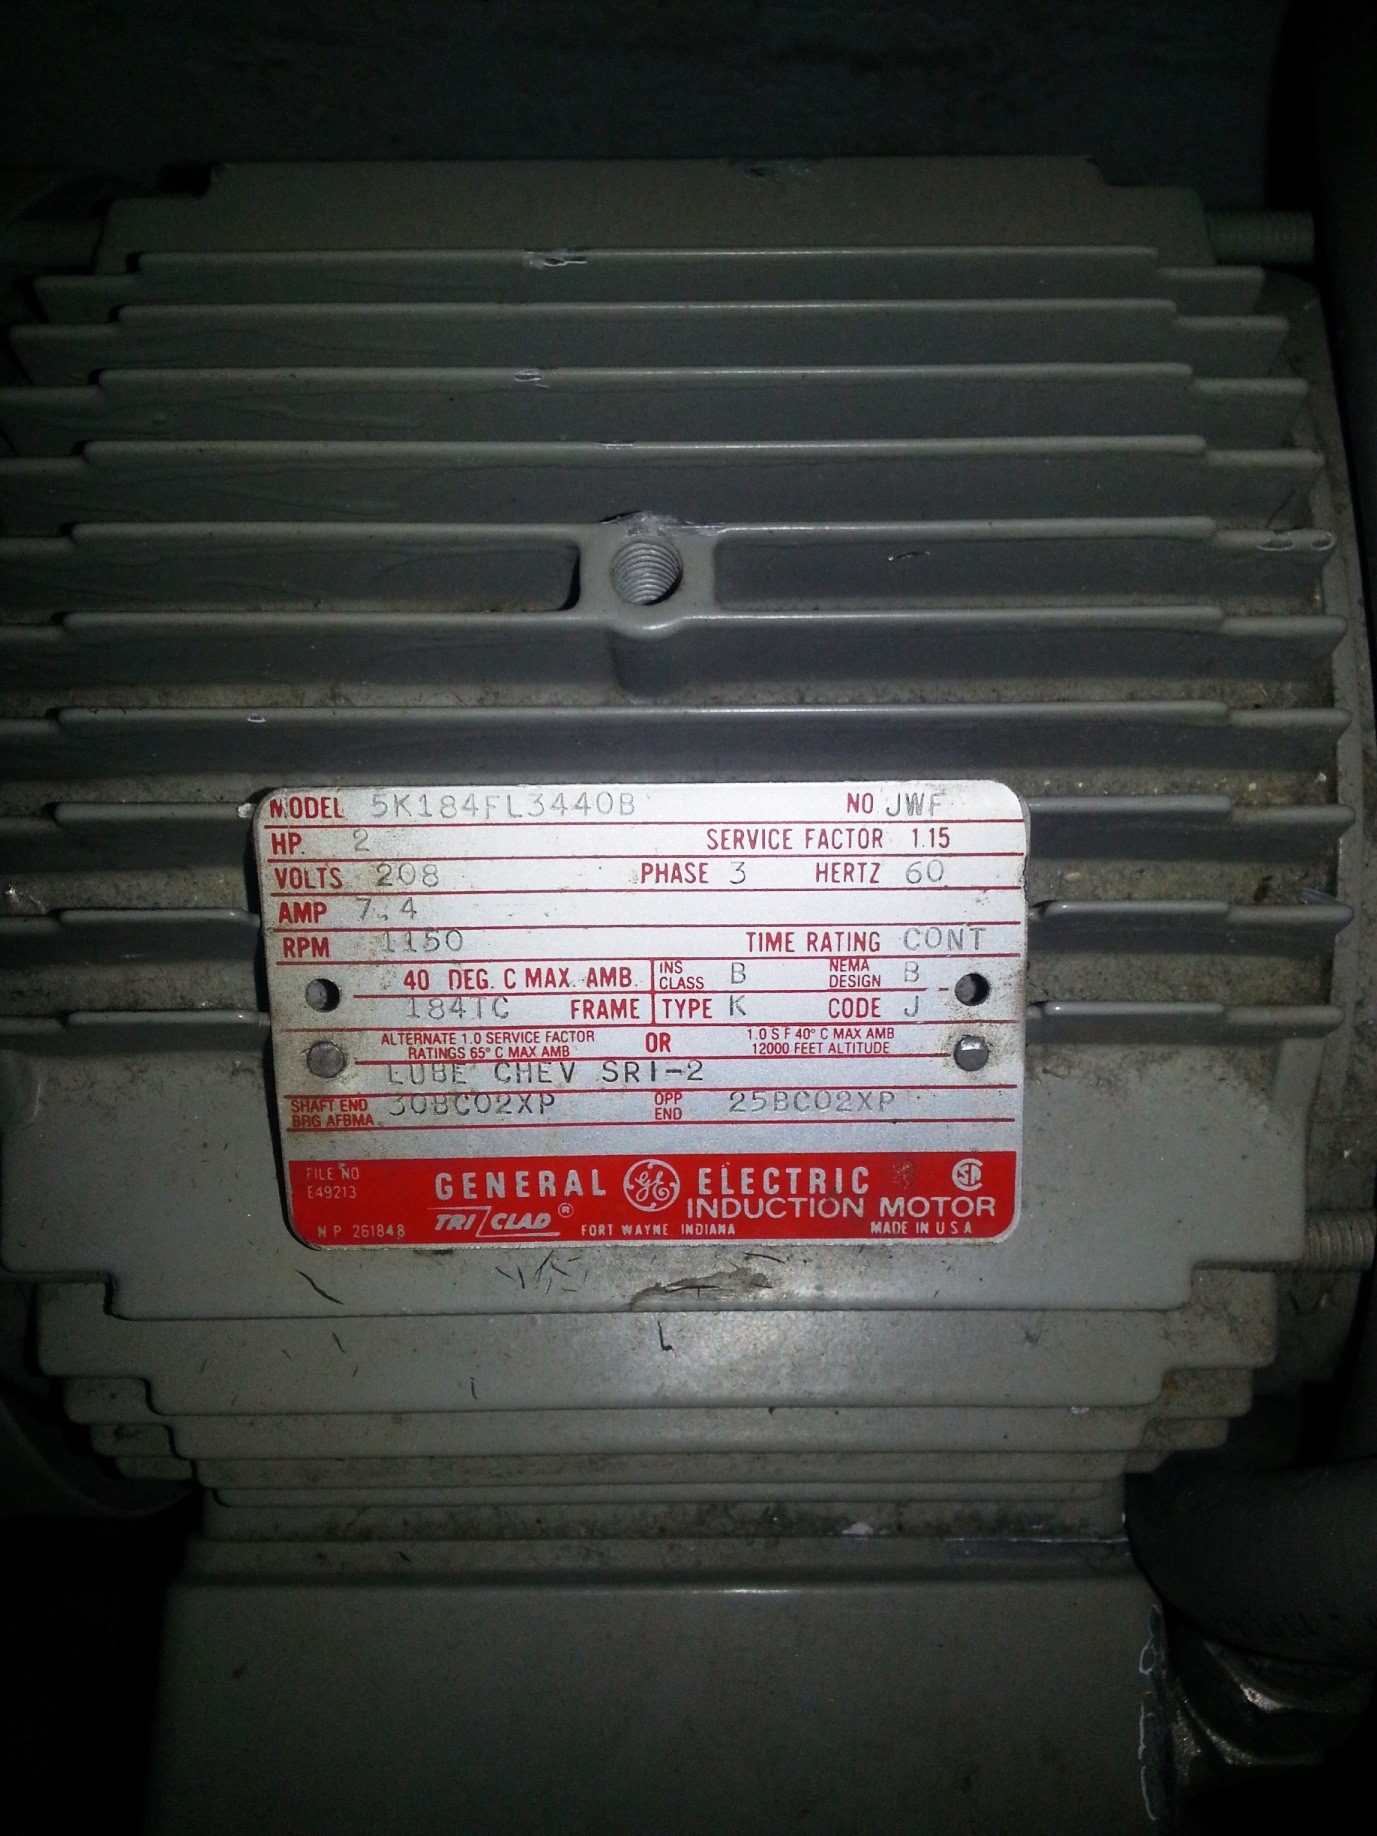 MODEL 5K184FL3440B NO JWF
HP. 2 SERVICE FACTOR 1.15
VOLTS 208 PHASE 3 HERTZ 60
AMP 7.4
RPM 1150 TIME RATING CONT
40 DEG. C MAX. AMB. INS CLASS B NEMA DESIGN B
184TC FRAME TYPE K CODE J
ALTERNATE 1.0 SERVICE FACTOR RATINGS 65° C MAX AMB OR 1.0 S F 40° C MAX AMB 12000 FEET ALTITUDE
LUBE CHEV SRI-2
SHAFT END BRG AFBMA 30BC02XP OPP END 25BC02XP
FILE NO E49213
GENERAL GE ELECTRIC SA
TRI CLAD ® INDUCTION MOTOR
N P 261848 FORT WAYNE INDIANA MADE IN U S A